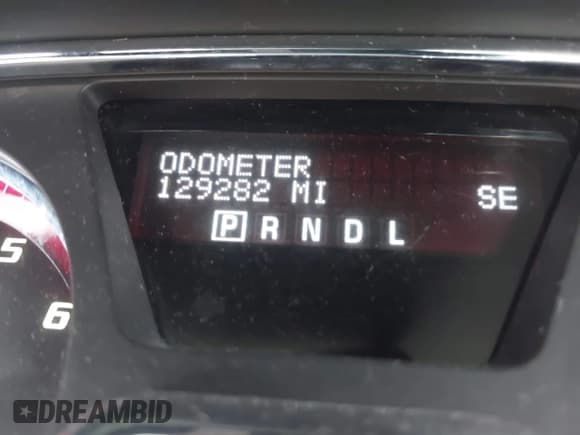 ODOMETER
129282 MI SE
P R N D L
5
6
DREAMBID